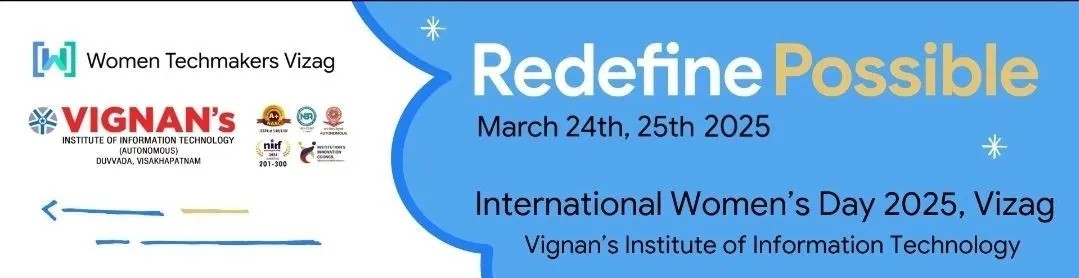 Women Techmakers Vizag
VIGNAN's
INSTITUTE OF INFORMATION TECHNOLOGY
(AUTONOMOUS)
DUVVADA, VISAKHAPATNAM
A+
NAAC
NBA
AUTONOMOUS
nirf
201-300
INSTITUTION'S
INNOVATION
COUNCIL
Redefine Possible
March 24th, 25th 2025
International Women's Day 2025, Vizag
Vignan's Institute of Information Technology